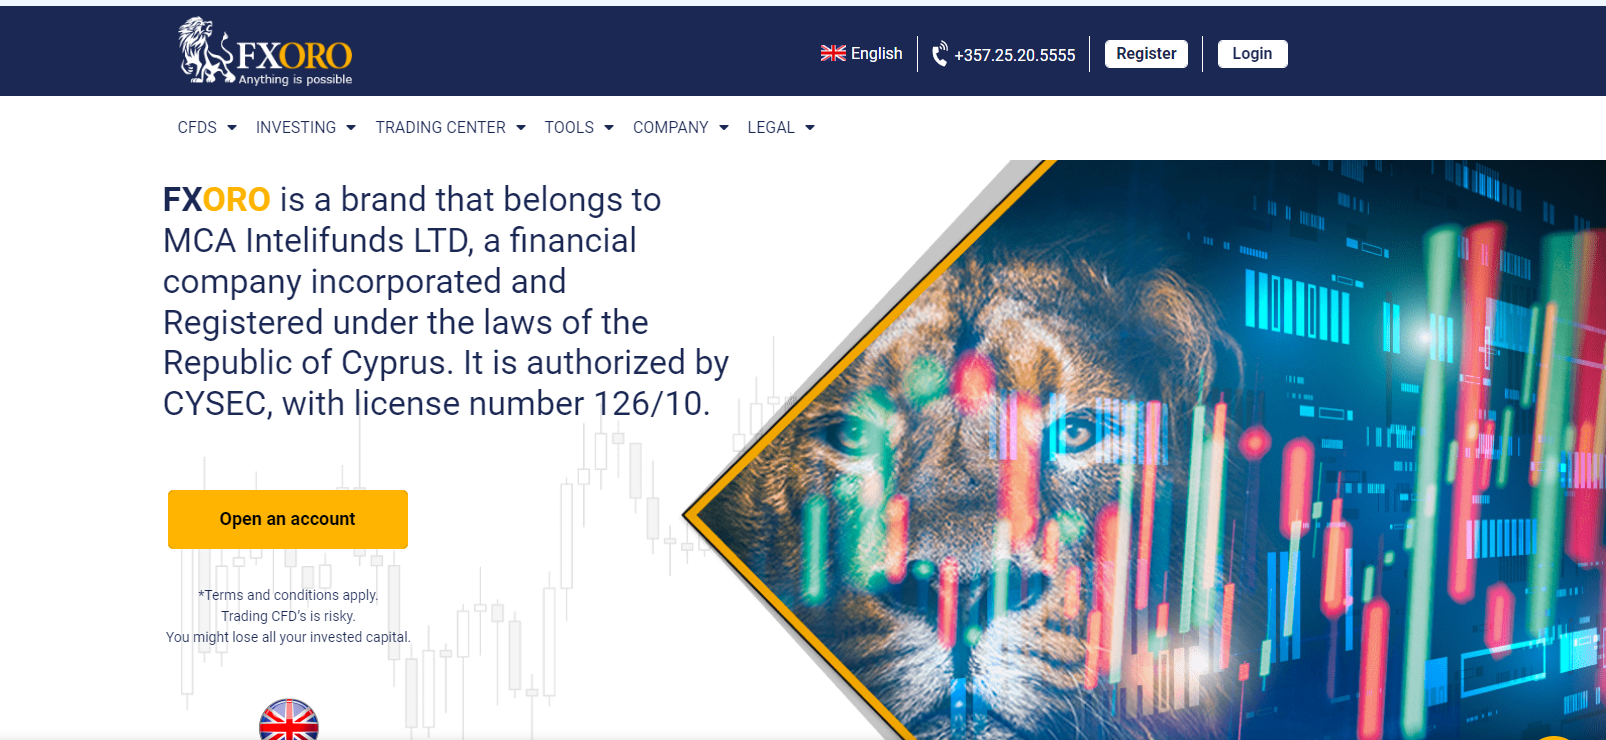 FXORO
Anything is possible
English
+357.25.20.5555
Register
Login
CFDS
INVESTING
TRADING CENTER
TOOLS
COMPANY
LEGAL
FXORO is a brand that belongs to
MCA Intelifunds LTD, a financial
company incorporated and
Registered under the laws of the
Republic of Cyprus. It is authorized by
CYSEC, with license number 126/10.
Open an account
*Terms and conditions apply.
Trading CFD's is risky.
You might lose all your invested capital.